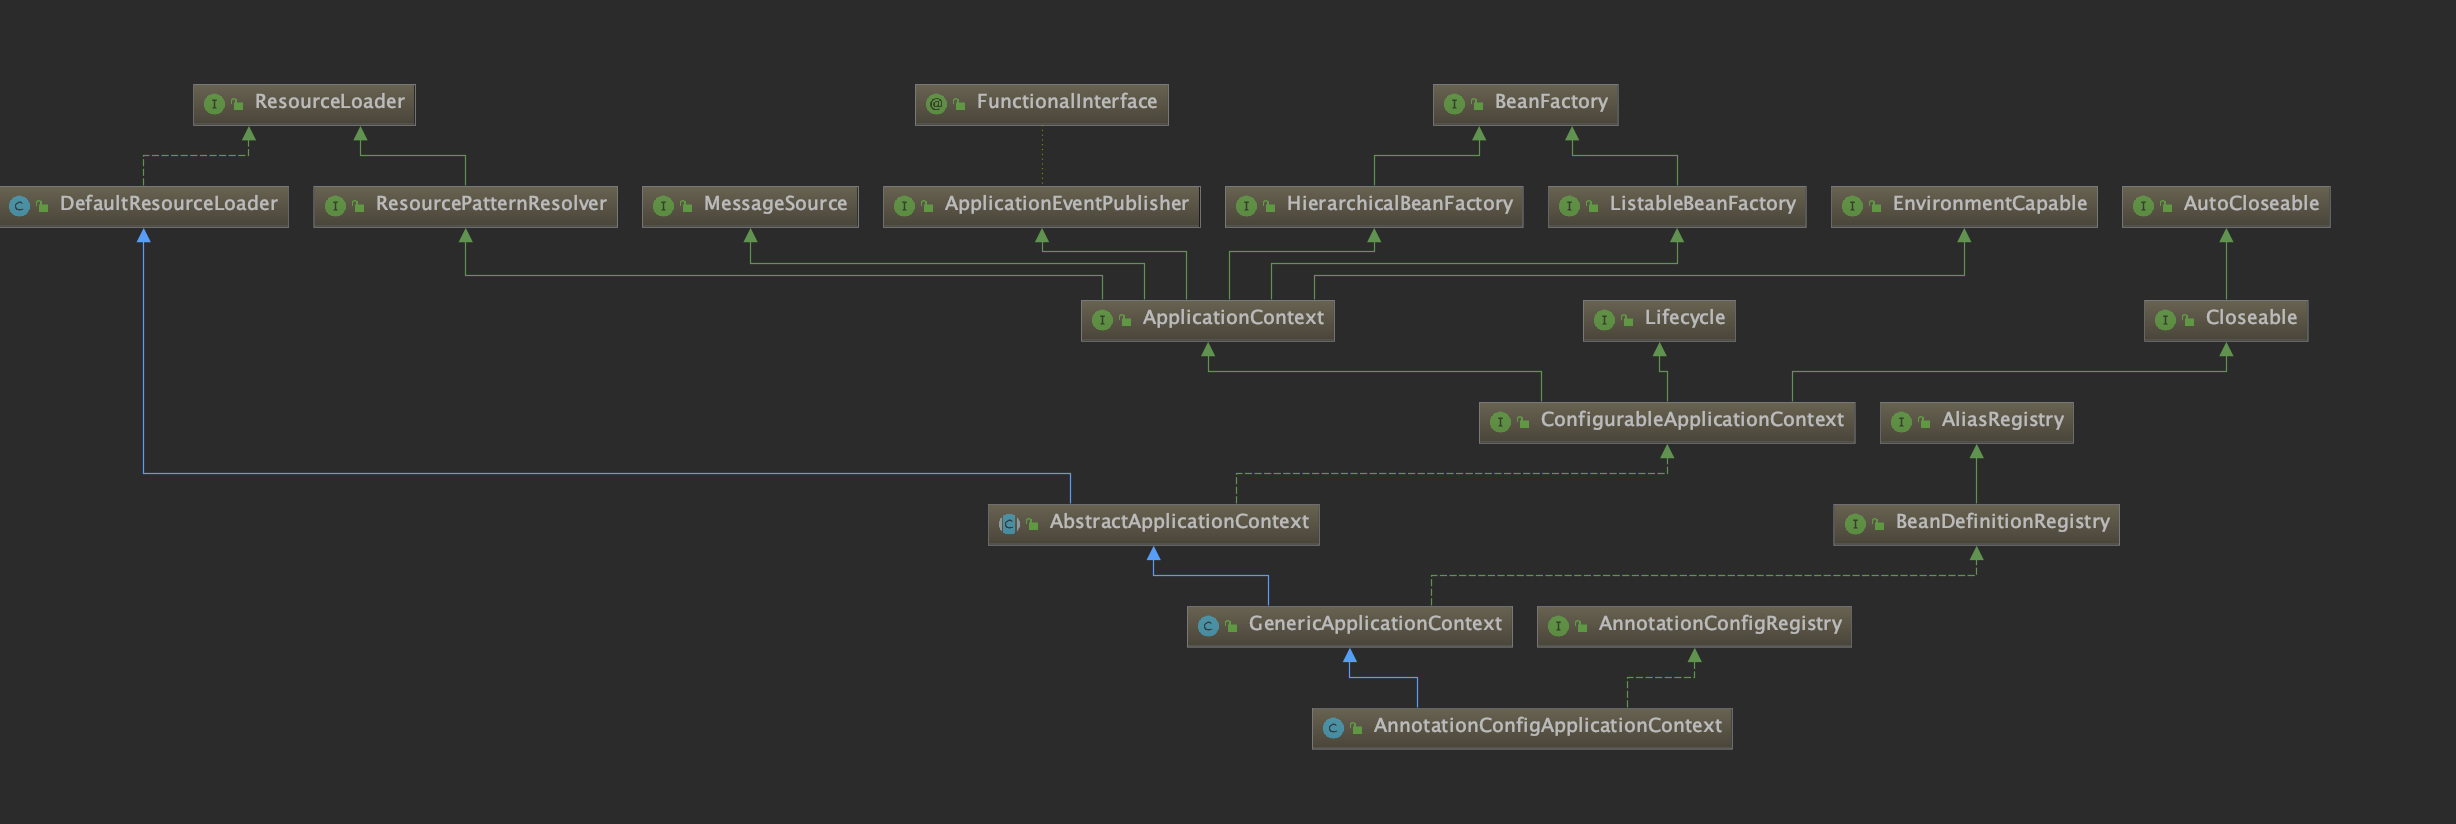 ResourceLoader
FunctionalInterface
BeanFactory
DefaultResourceLoader
ResourcePatternResolver
MessageSource
ApplicationEventPublisher
HierarchicalBeanFactory
ListableBeanFactory
EnvironmentCapable
AutoCloseable
ApplicationContext
Lifecycle
Closeable
ConfigurableApplicationContext
AliasRegistry
AbstractApplicationContext
BeanDefinitionRegistry
GenericApplicationContext
AnnotationConfigRegistry
AnnotationConfigApplicationContext